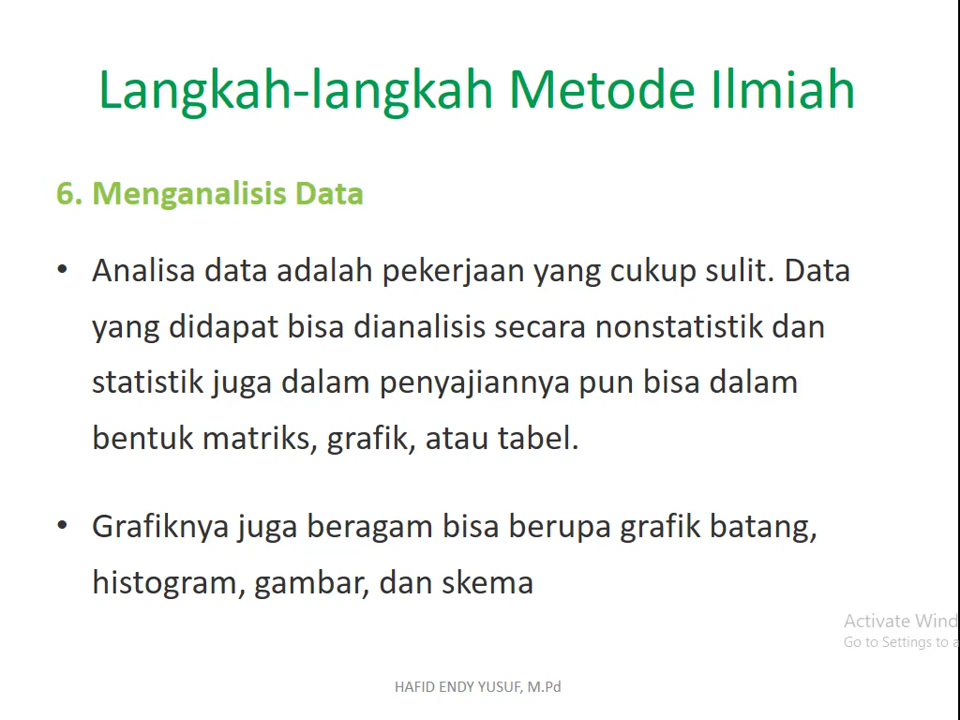 Langkah-langkah Metode Ilmiah
6. Menganalisis Data
• Analisa data adalah pekerjaan yang cukup sulit. Data
yang didapat bisa dianalisis secara nonstatistik dan
statistik juga dalam penyajiannya pun bisa dalam
bentuk matriks, grafik, atau tabel.
• Grafiknya juga beragam bisa berupa grafik batang,
histogram, gambar, dan skema
Activate Wind
Go to Settings to a
HAFID ENDY YUSUF, M.Pd